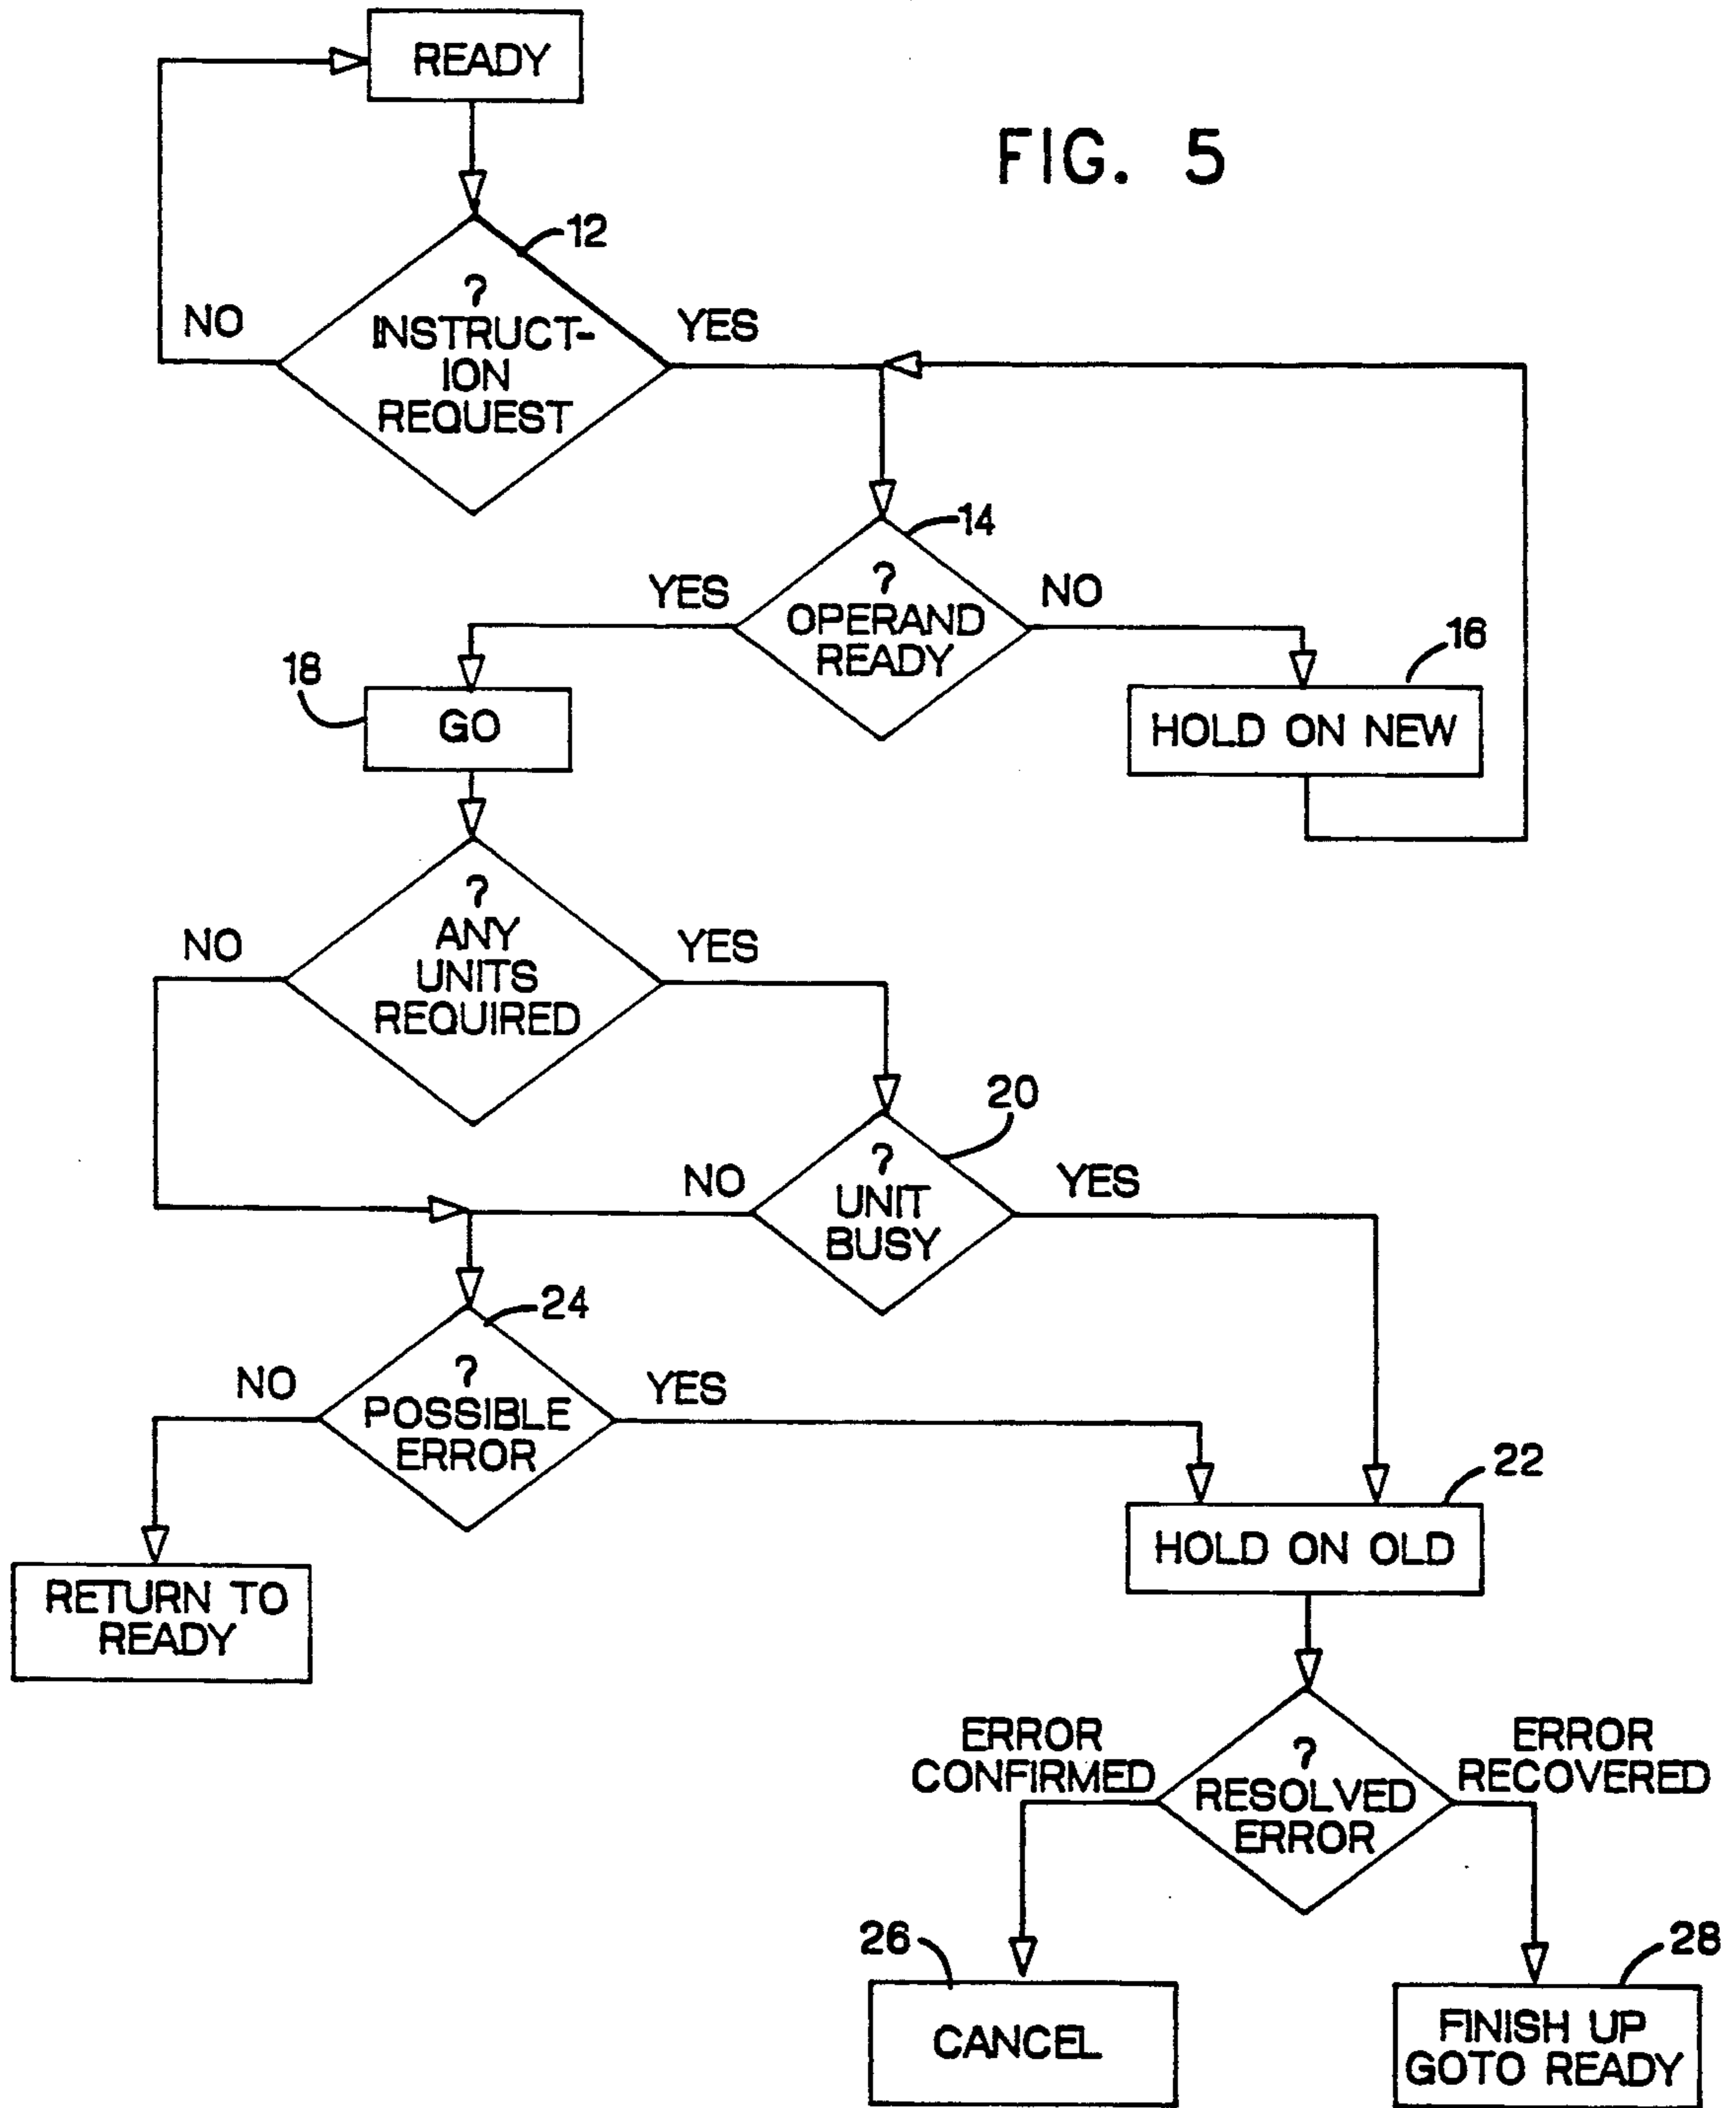 READY
FIG. 5
12
?
INSTRUCT-
ION
REQUEST
NO
YES
14
?
OPERAND
READY
YES
NO
16
HOLD ON NEW
18
GO
?
ANY
UNITS
REQUIRED
NO
YES
20
?
UNIT
BUSY
NO
YES
24
?
POSSIBLE
ERROR
NO
YES
22
HOLD ON OLD
RETURN TO
READY
?
RESOLVED
ERROR
ERROR
CONFIRMED
ERROR
RECOVERED
26
CANCEL
28
FINISH UP
GOTO READY